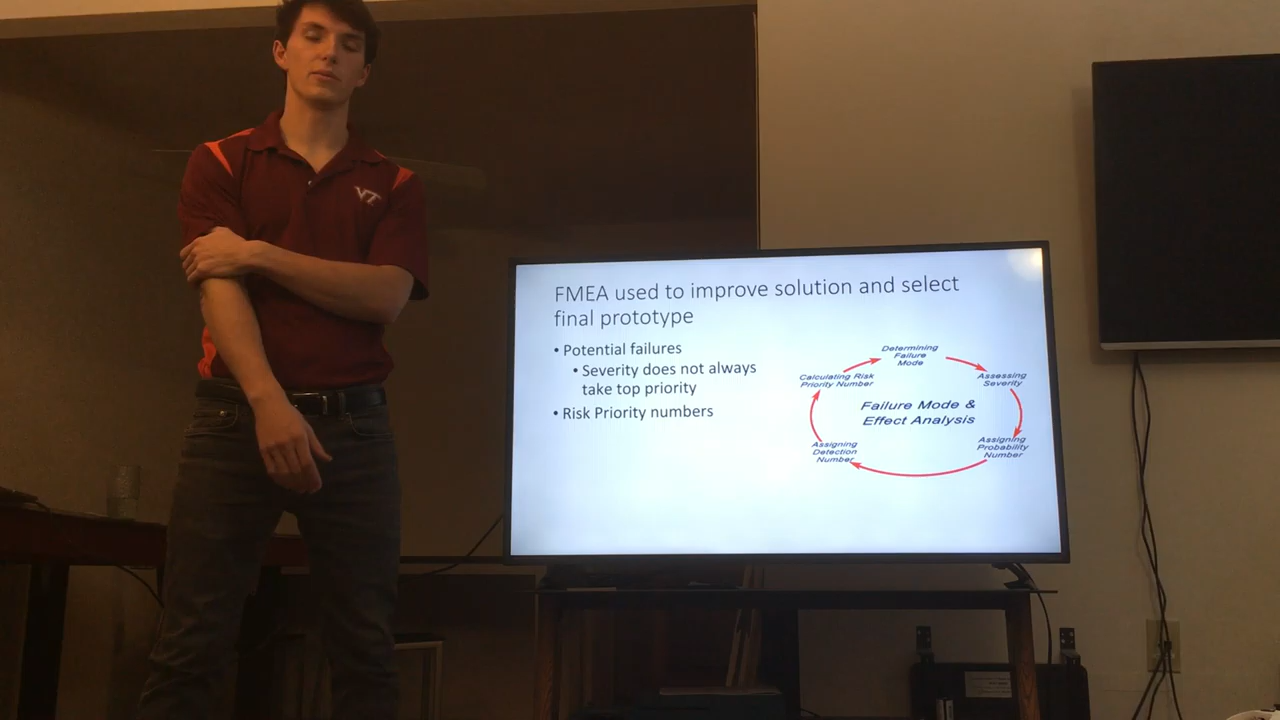 VT
FMEA used to improve solution and select
final prototype
• Potential failures
• Severity does not always
take top priority
• Risk Priority numbers
Determining
Failure
Mode
Assessing
Severity
Assigning
Probability
Number
Assigning
Detection
Number
Calculating Risk
Priority Number
Failure Mode &
Effect Analysis